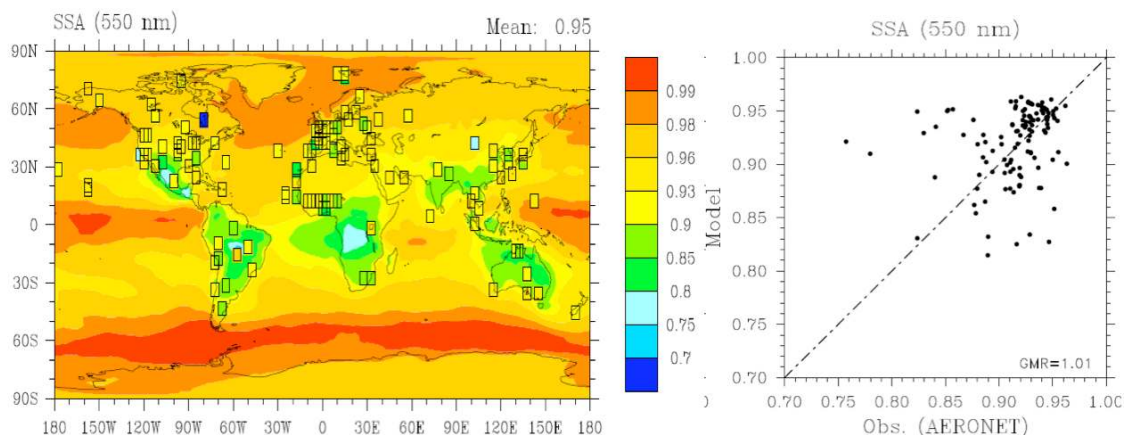 SSA (550 nm) Mean: 0.95
90N
60N
30N
0
30S
60S
90S
180 150W 120W 90W 60W 30W 0 30E 60E 90E 120E 150E 180
0.99
0.98
0.96
0.93
0.9
0.85
0.8
0.75
0.7
0
SSA (550 nm)
Model
1.00
0.95
0.90
0.85
0.80
0.75
0.70
GMR=1.01
0.70 0.75 0.80 0.85 0.90 0.95 1.00
Obs. (AERONET)